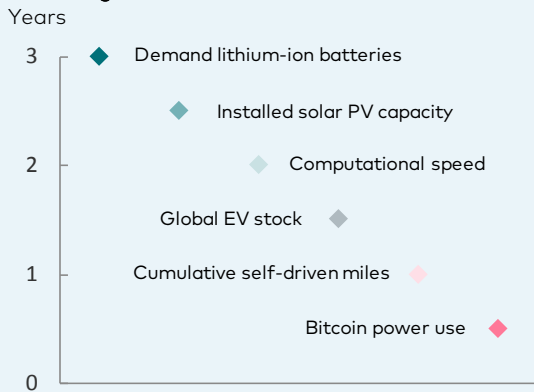 Years
3
Demand lithium-ion batteries
Installed solar PV capacity
2
Computational speed
Global EV stock
1
Cumulative self-driven miles
Bitcoin power use
0